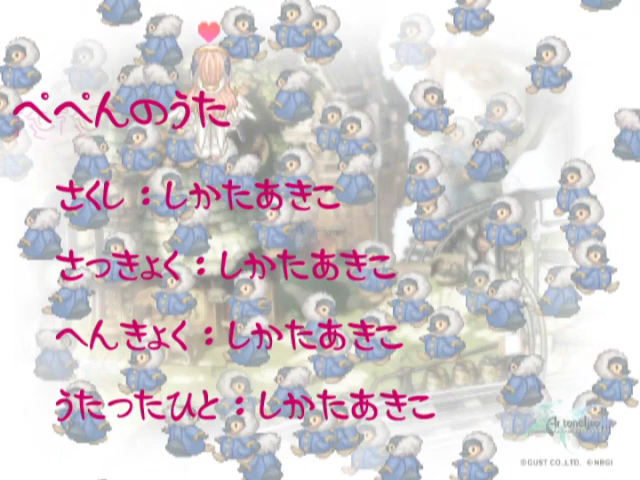 ぺぺんのうた
さくし：しかたあきこ
さっきょく：しかたあきこ
へんきょく：しかたあきこ
うたったひと：しかたあきこ
Ar tonelico
©GUST CO.,LTD. ©NBGI